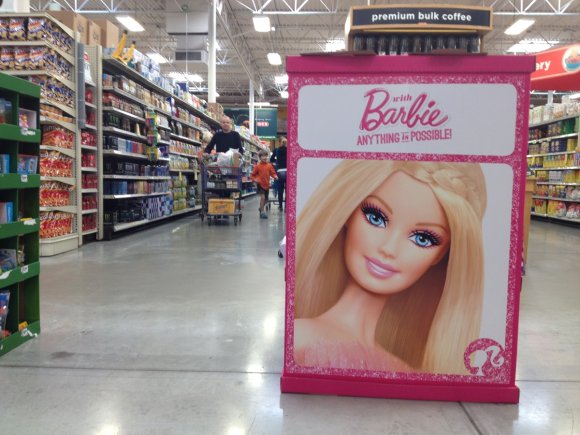 premium bulk coffee
with
Barbie
ANYTHING IS POSSIBLE!